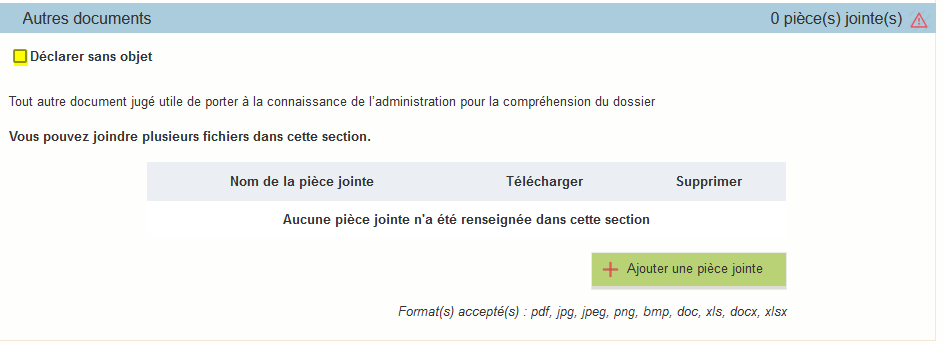 Autres documents
0 pièce(s) jointe(s)
Déclarer sans objet
Tout autre document jugé utile de porter à la connaissance de l'administration pour la compréhension du dossier
Vous pouvez joindre plusieurs fichiers dans cette section.
Nom de la pièce jointe Télécharger Supprimer
Aucune pièce jointe n'a été renseignée dans cette section
Ajouter une pièce jointe
Format(s) accepté(s) : pdf, jpg, jpeg, png, bmp, doc, xls, docx, xlsx